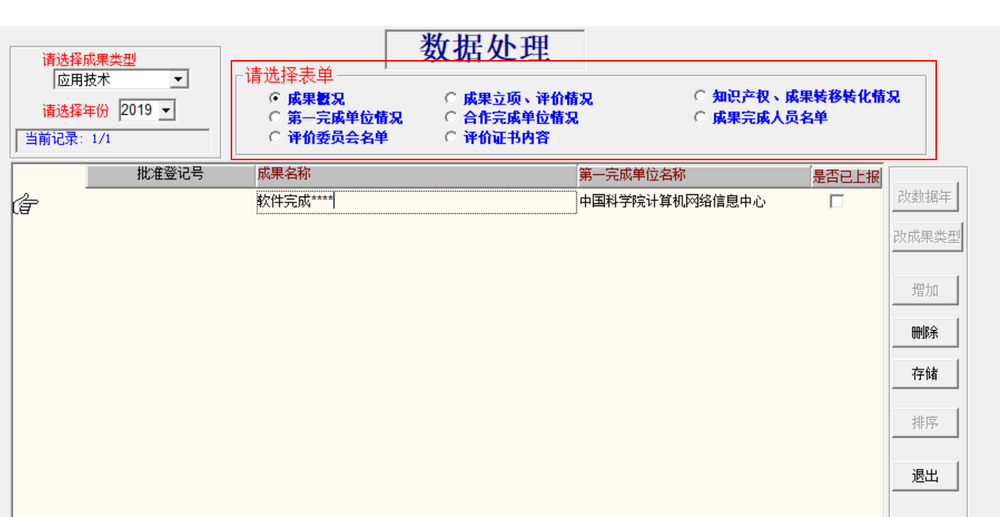 数据处理
请选择成果类型
应用技术
请选择年份 2019
当前记录: 1/1
请选择表单
成果概况 成果立项、评价情况 知识产权、成果转移转化情况
第一完成单位情况 合作完成单位情况 成果完成人员名单
评价委员会名单 评价证书内容
批准登记号 成果名称 第一完成单位名称 是否已上报
软件完成**** 中国科学院计算机网络信息中心
改数据年
改成果类型
增加
删除
存储
排序
退出